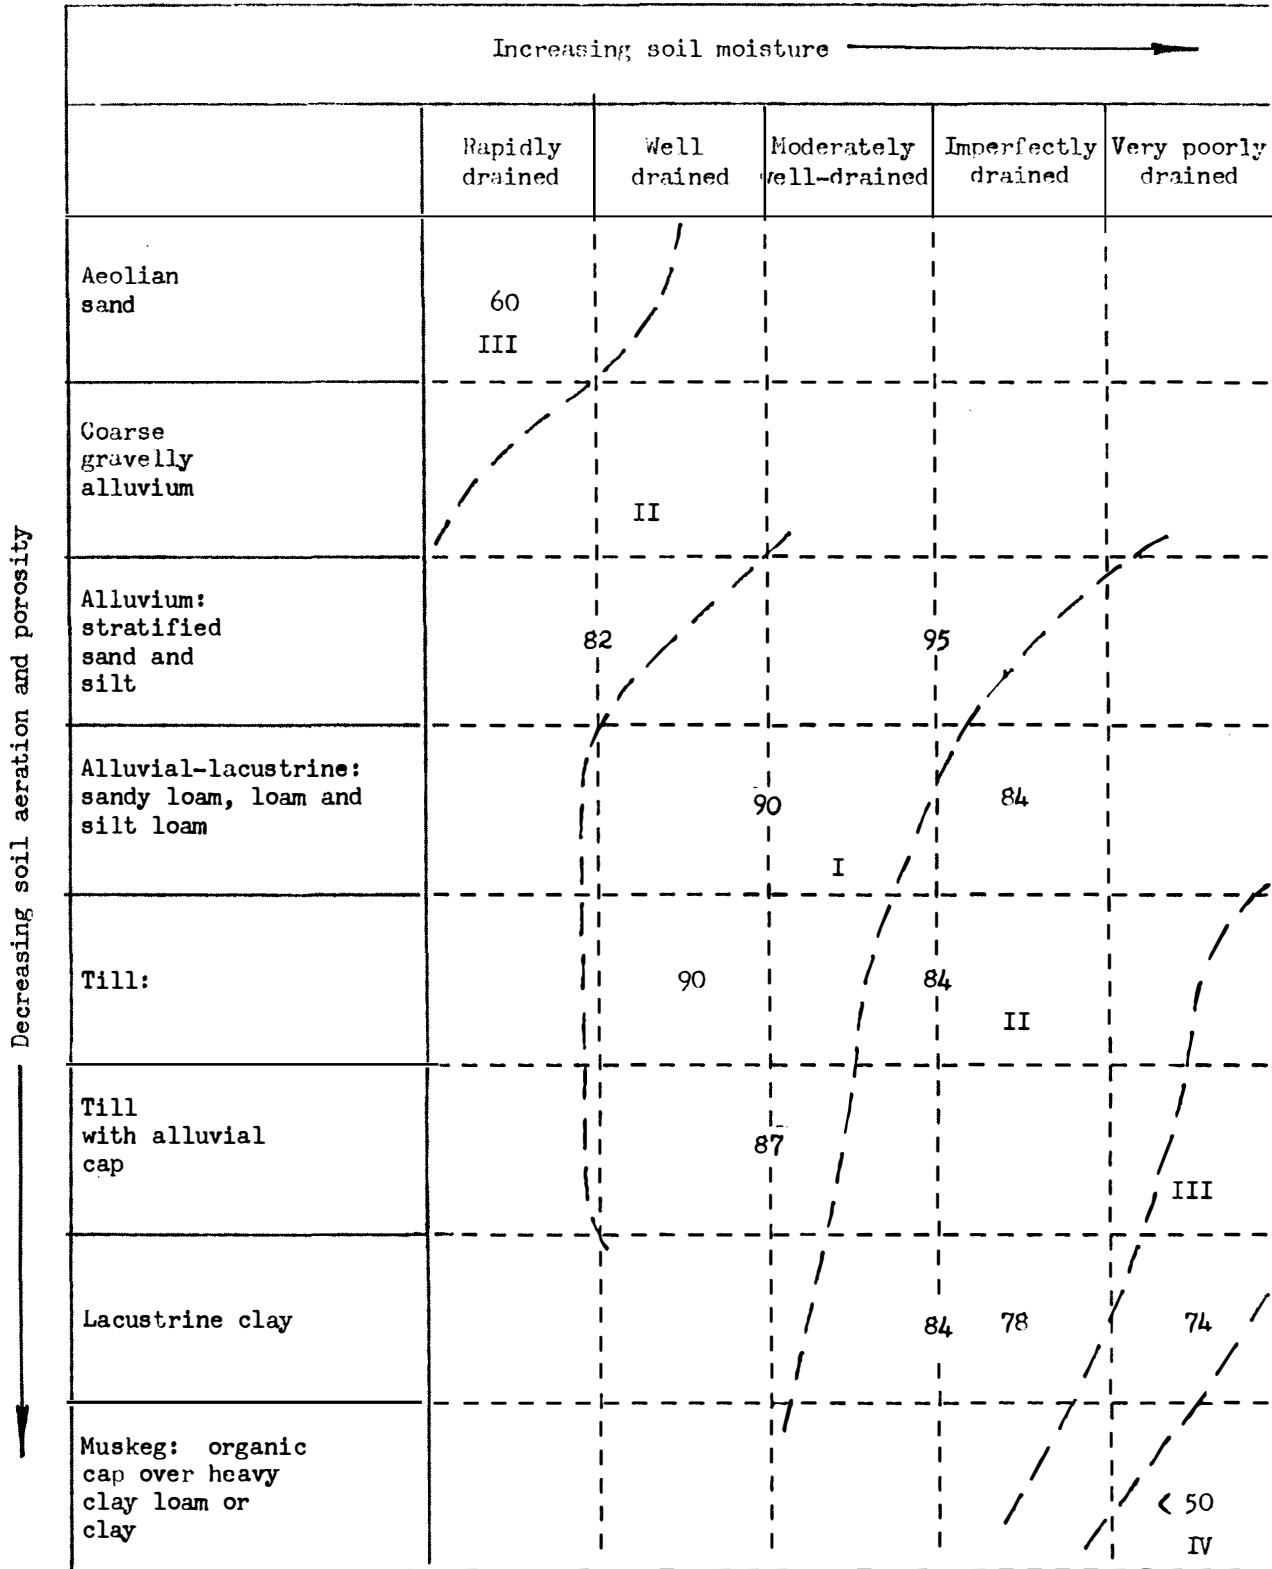 Increasing soil moisture
Rapidly drained
Well drained
Moderately well-drained
Imperfectly drained
Very poorly drained
Decreasing soil aeration and porosity
Aeolian
sand
60
III
Coarse
gravelly
alluvium
II
Alluvium:
stratified
sand and
silt
82
95
Alluvial-lacustrine:
sandy loam, loam and
silt loam
90
84
I
Till:
90
84
II
Till
with alluvial
cap
87
III
Lacustrine clay
84
78
74
Muskeg: organic
cap over heavy
clay loam or
clay
< 50
IV